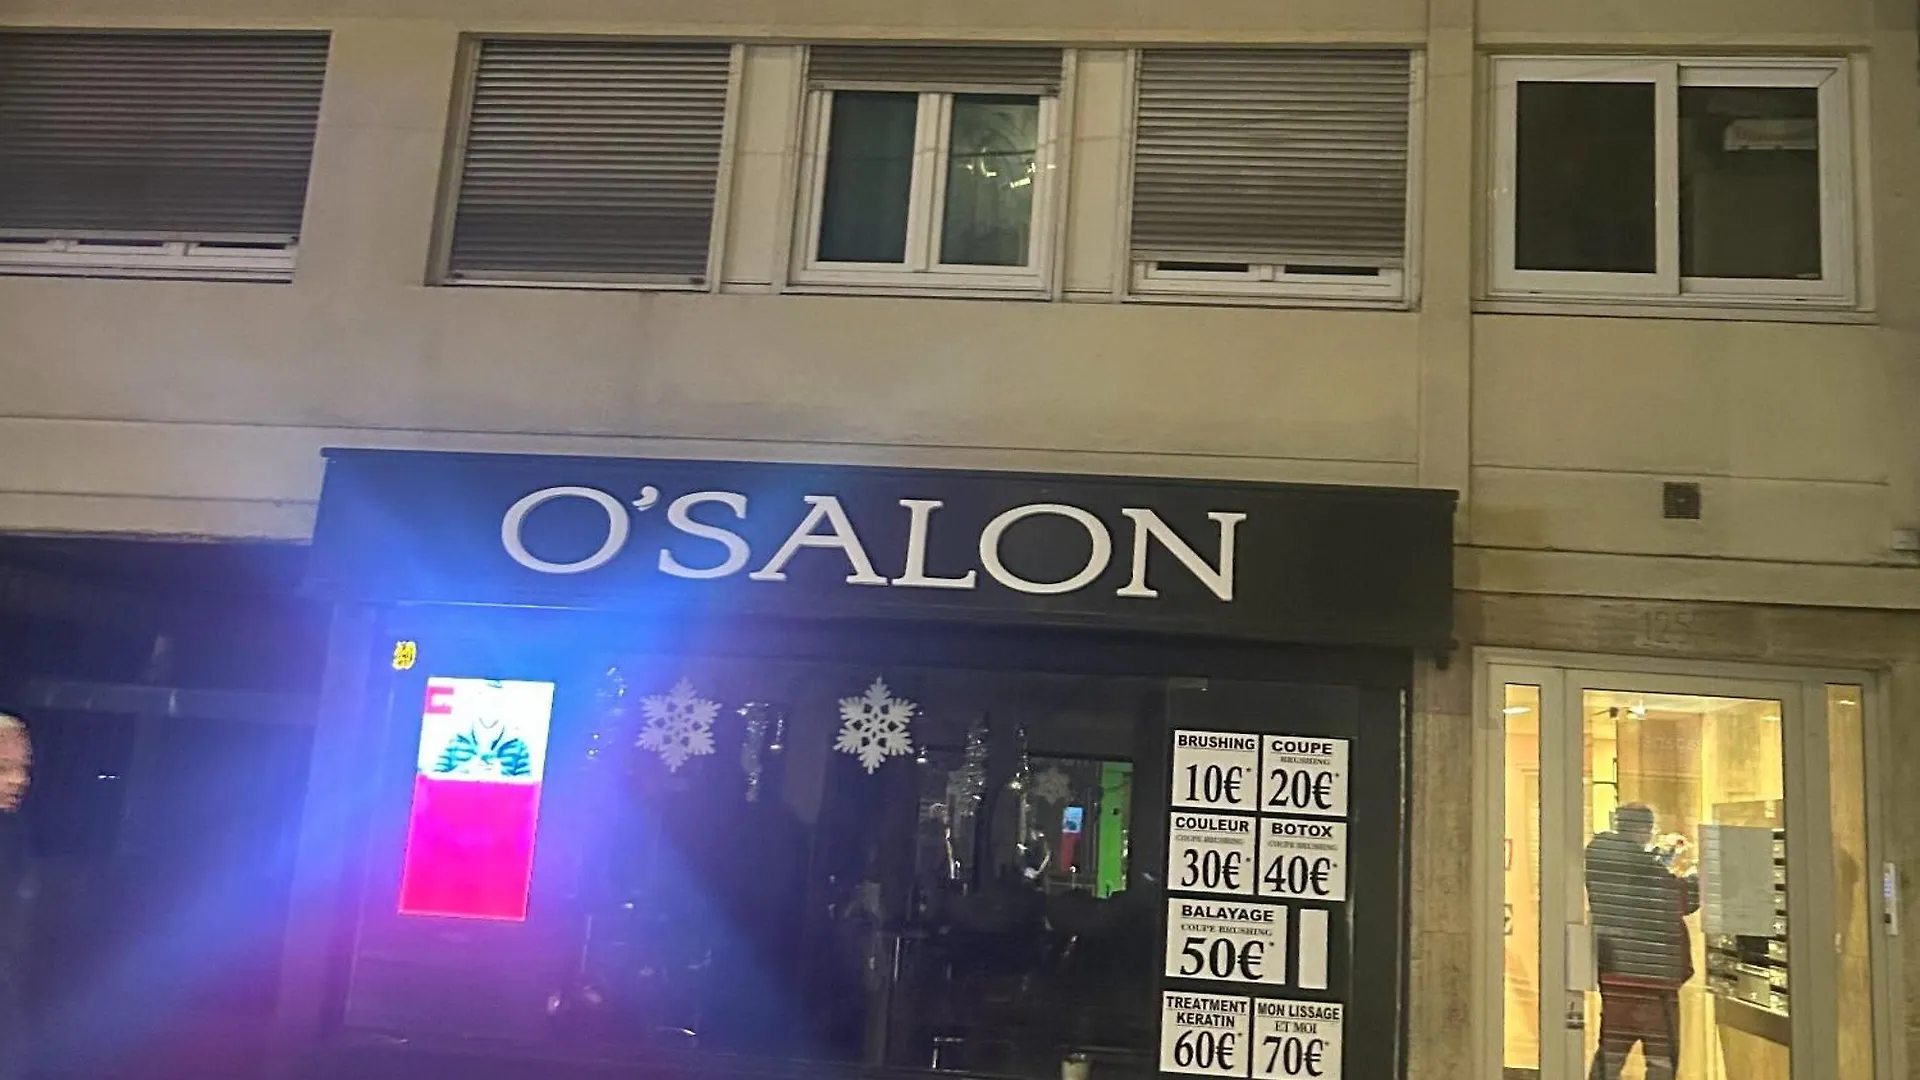 O'SALON
125
BRUSHING
10€*
COUPE
BRUSHING
20€*
COULEUR
COUPE BRUSHING
30€*
BOTOX
COUPE BRUSHING
40€*
BALAYAGE
COUPE BRUSHING
50€*
TREATMENT
KERATIN
60€*
MON LISSAGE
ET MOI
70€*